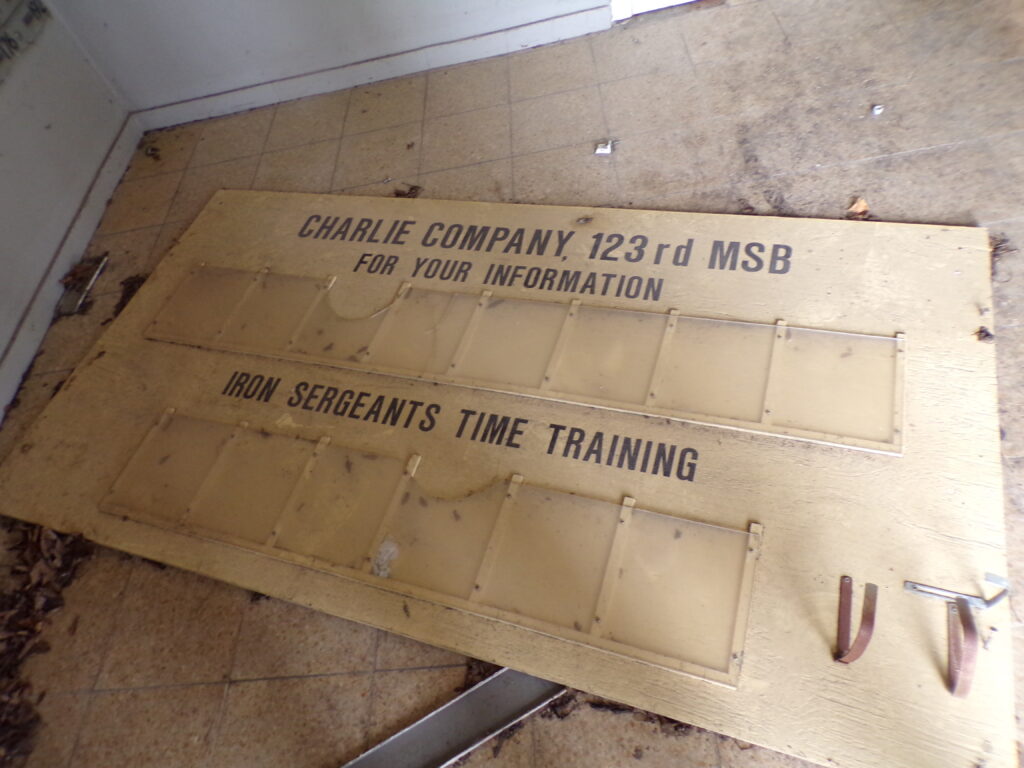 CHARLIE COMPANY, 123rd MSB
FOR YOUR INFORMATION
IRON SERGEANTS TIME TRAINING